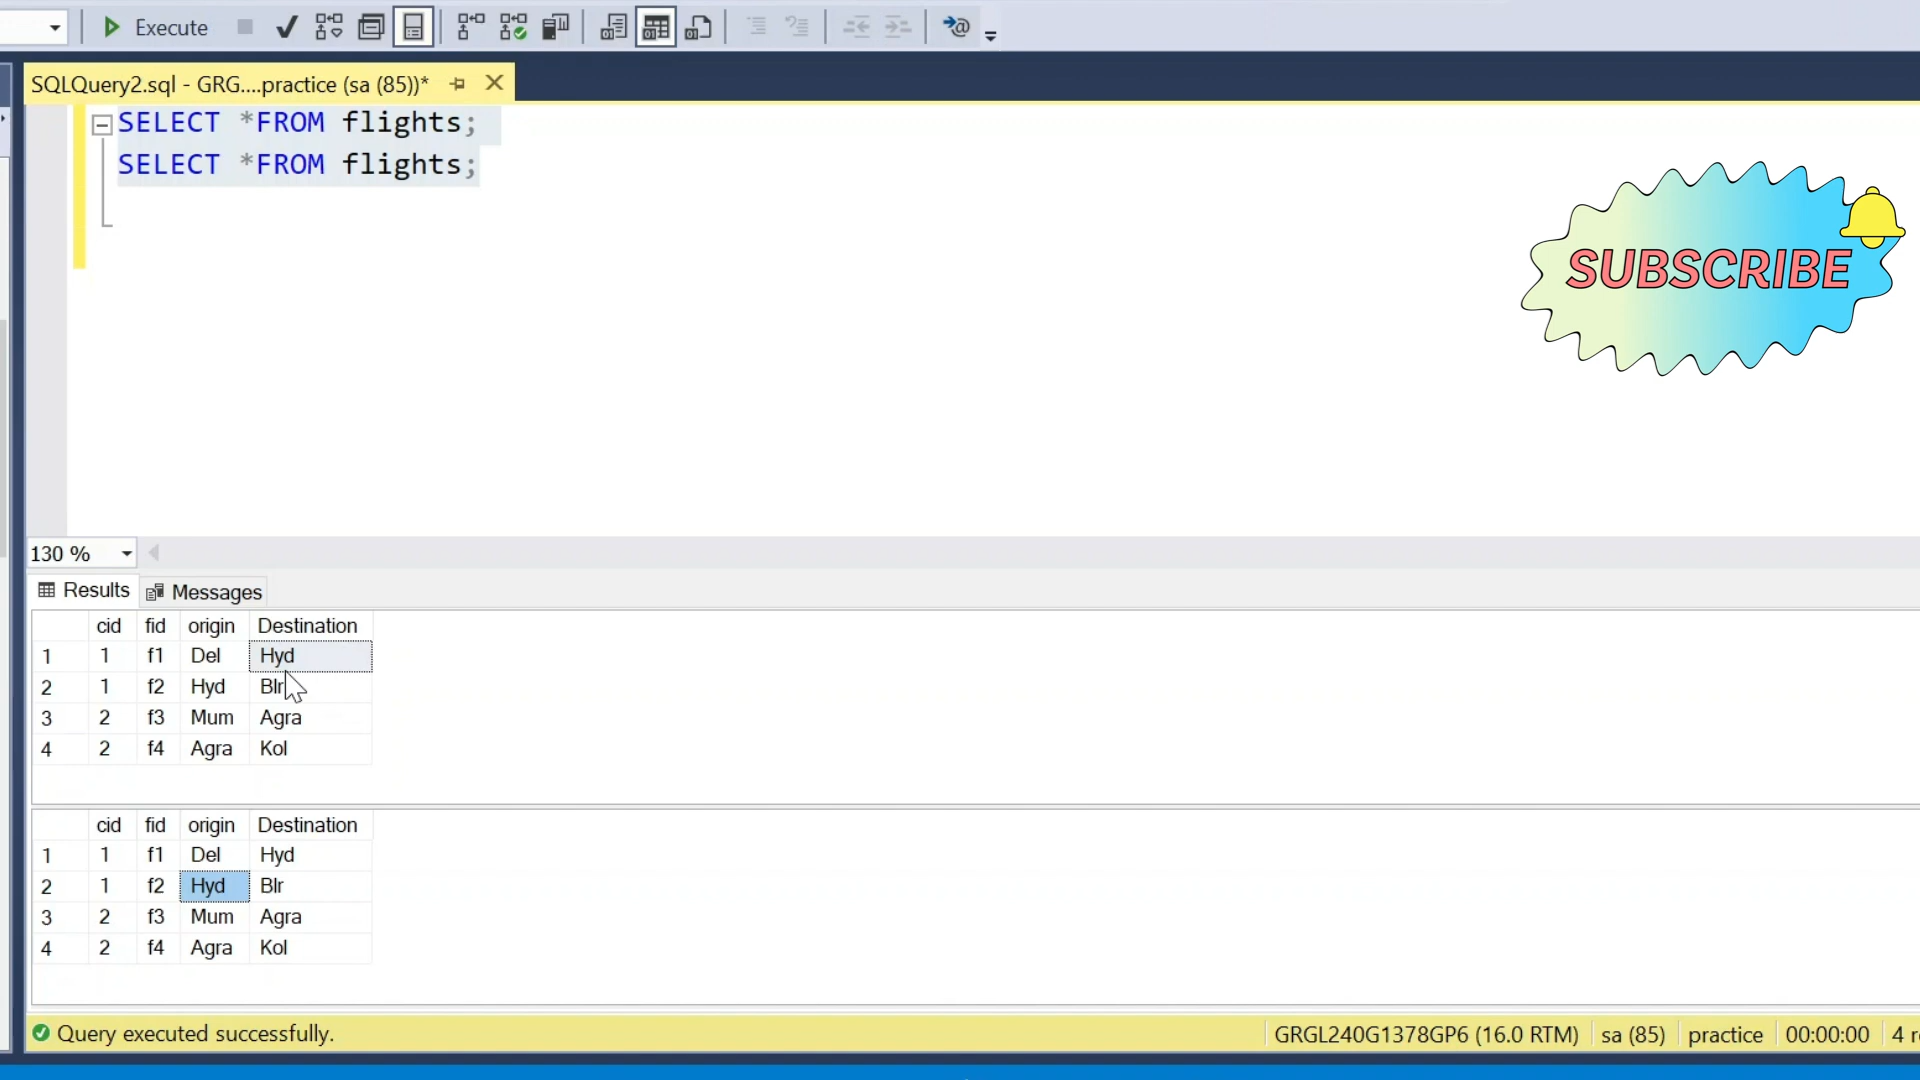 Execute
SQLQuery2.sql - GRG....practice (sa (85))*
SELECT *FROM flights;
SELECT *FROM flights;
SUBSCRIBE
130 %
Results Messages
cid fid origin Destination
1 1 f1 Del Hyd
2 1 f2 Hyd Blr
3 2 f3 Mum Agra
4 2 f4 Agra Kol
cid fid origin Destination
1 1 f1 Del Hyd
2 1 f2 Hyd Blr
3 2 f3 Mum Agra
4 2 f4 Agra Kol
Query executed successfully. GRGL240G1378GP6 (16.0 RTM) sa (85) practice 00:00:00 4